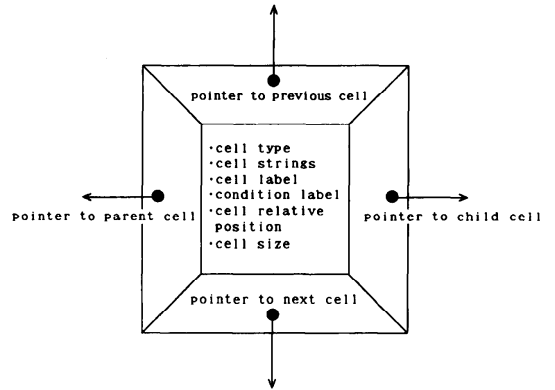 pointer to previous cell
·cell type
·cell strings
·cell label
·condition label
·cell relative
position
·cell size
pointer to parent cell
pointer to child cell
pointer to next cell